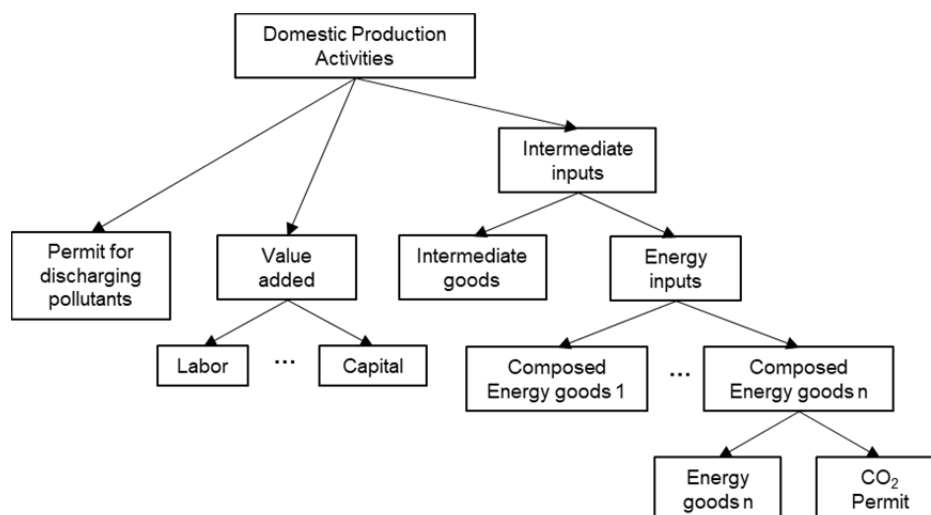 Domestic Production
Activities
Intermediate
inputs
Permit for
discharging
pollutants
Value
added
Intermediate
goods
Energy
inputs
Labor
...
Capital
Composed
Energy goods 1
...
Composed
Energy goods n
Energy
goods n
CO₂
Permit